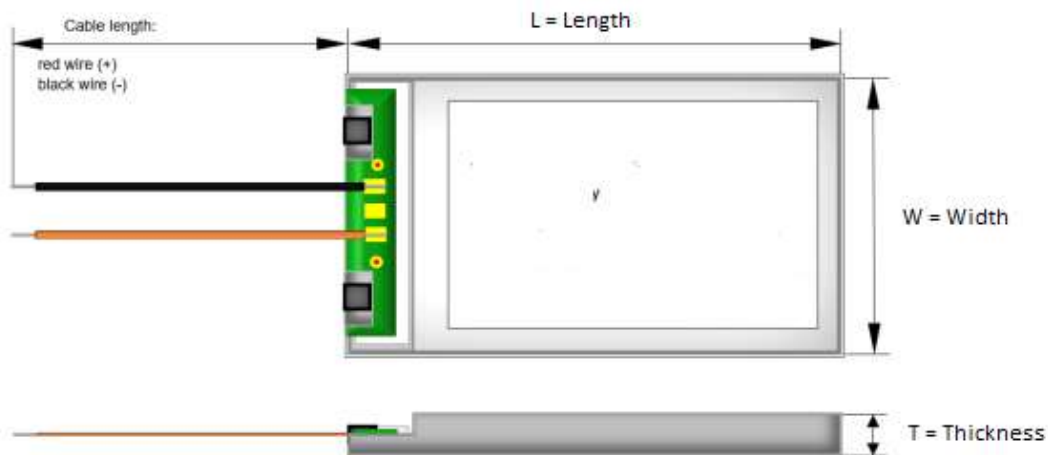 Cable length:
L = Length
red wire (+)
black wire (-)
y
W = Width
T = Thickness